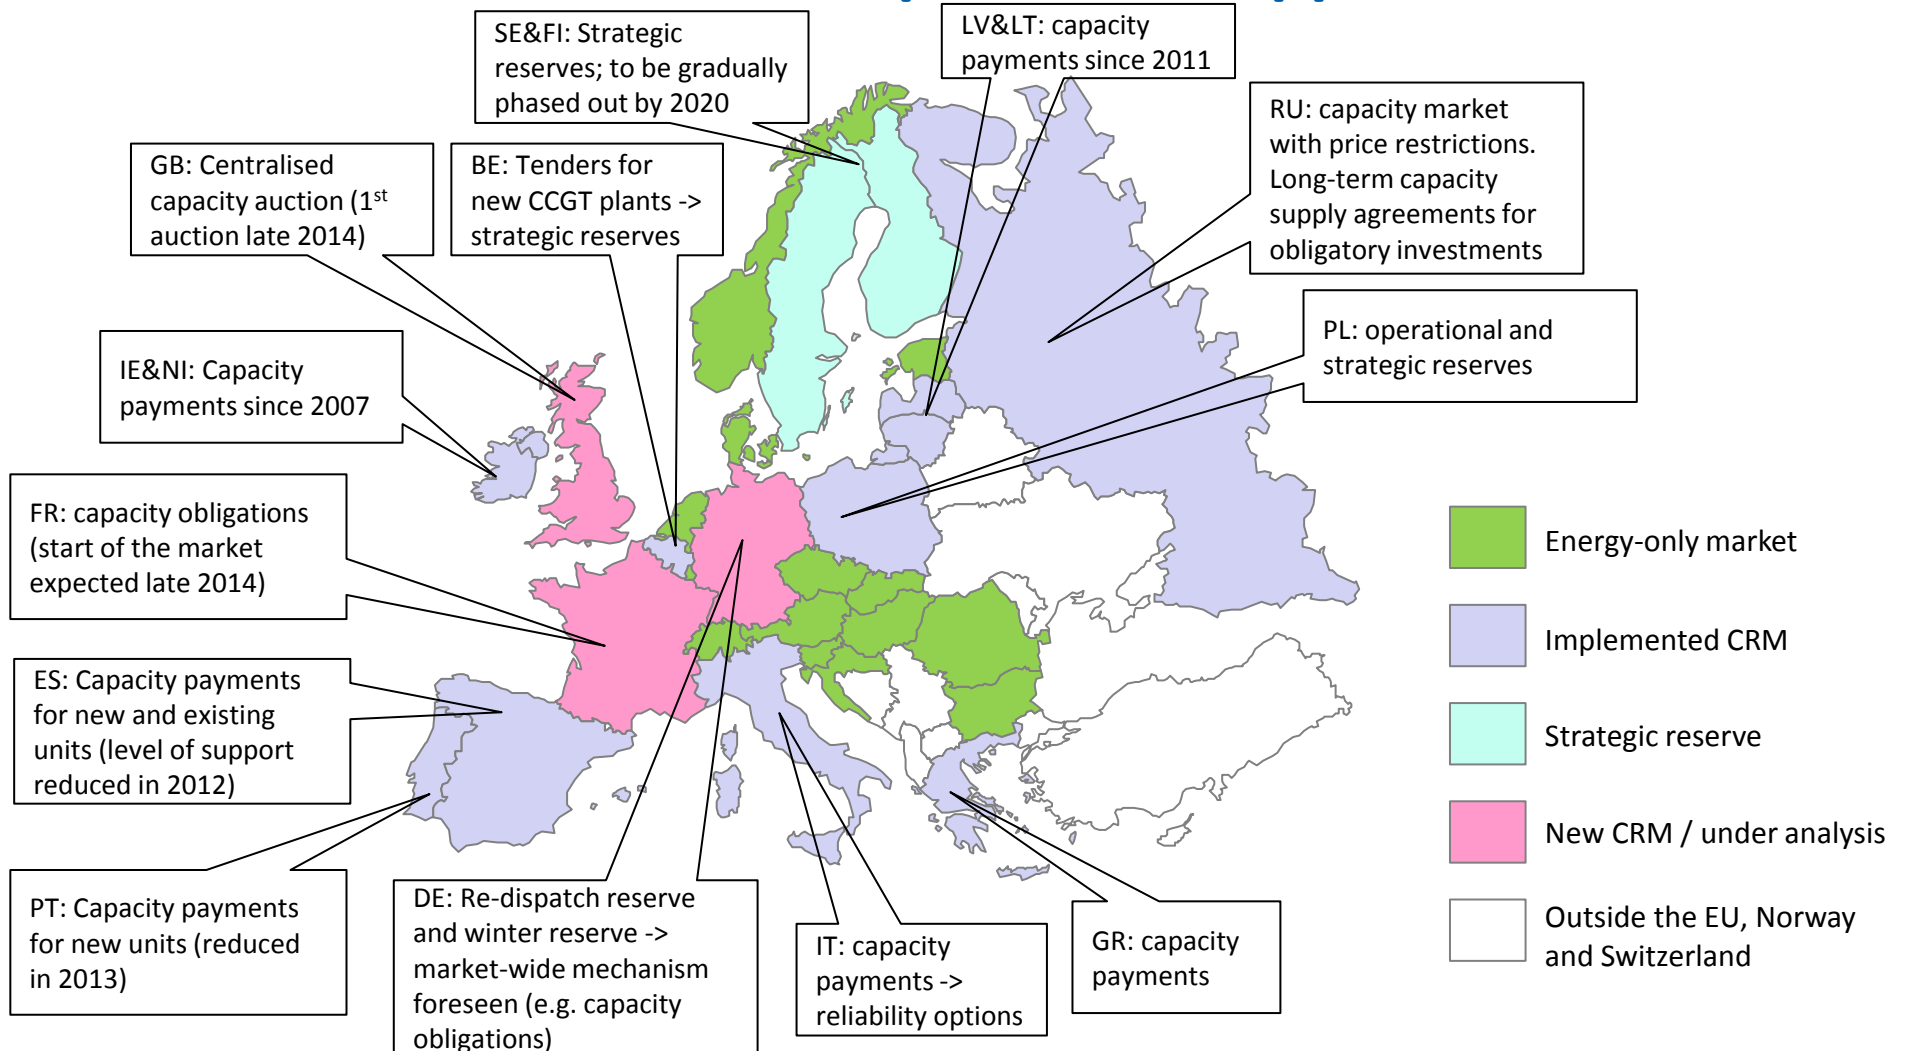 SE&FI: Strategic
reserves; to be gradually
phased out by 2020
LV&LT: capacity
payments since 2011
RU: capacity market
with price restrictions.
Long-term capacity
supply agreements for
obligatory investments
GB: Centralised
capacity auction (1st
auction late 2014)
BE: Tenders for
new CCGT plants ->
strategic reserves
PL: operational and
strategic reserves
IE&NI: Capacity
payments since 2007
FR: capacity obligations
(start of the market
expected late 2014)
ES: Capacity payments
for new and existing
units (level of support
reduced in 2012)
PT: Capacity payments
for new units (reduced
in 2013)
DE: Re-dispatch reserve
and winter reserve ->
market-wide mechanism
foreseen (e.g. capacity
obligations)
IT: capacity
payments ->
reliability options
GR: capacity
payments
Energy-only market
Implemented CRM
Strategic reserve
New CRM / under analysis
Outside the EU, Norway
and Switzerland